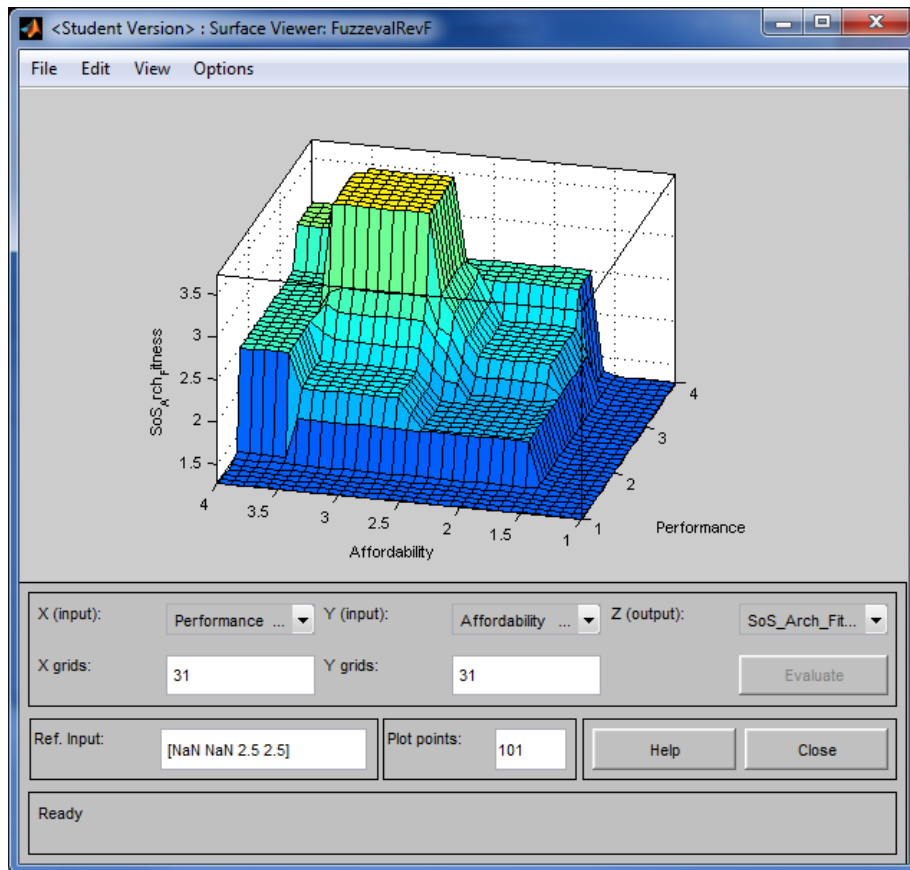 <Student Version> : Surface Viewer: FuzzevalRevF
File Edit View Options
3.5
3
2.5
2
1.5
SoS_Arch_Fitness
4
3.5
3
2.5
2
1.5
1
Affordability
1
2
3
4
Performance
X (input): Performance ... Y (input): Affordability ... Z (output): SoS_Arch_Fit...
X grids: 31 Y grids: 31 Evaluate
Ref. Input: [NaN NaN 2.5 2.5] Plot points: 101 Help Close
Ready